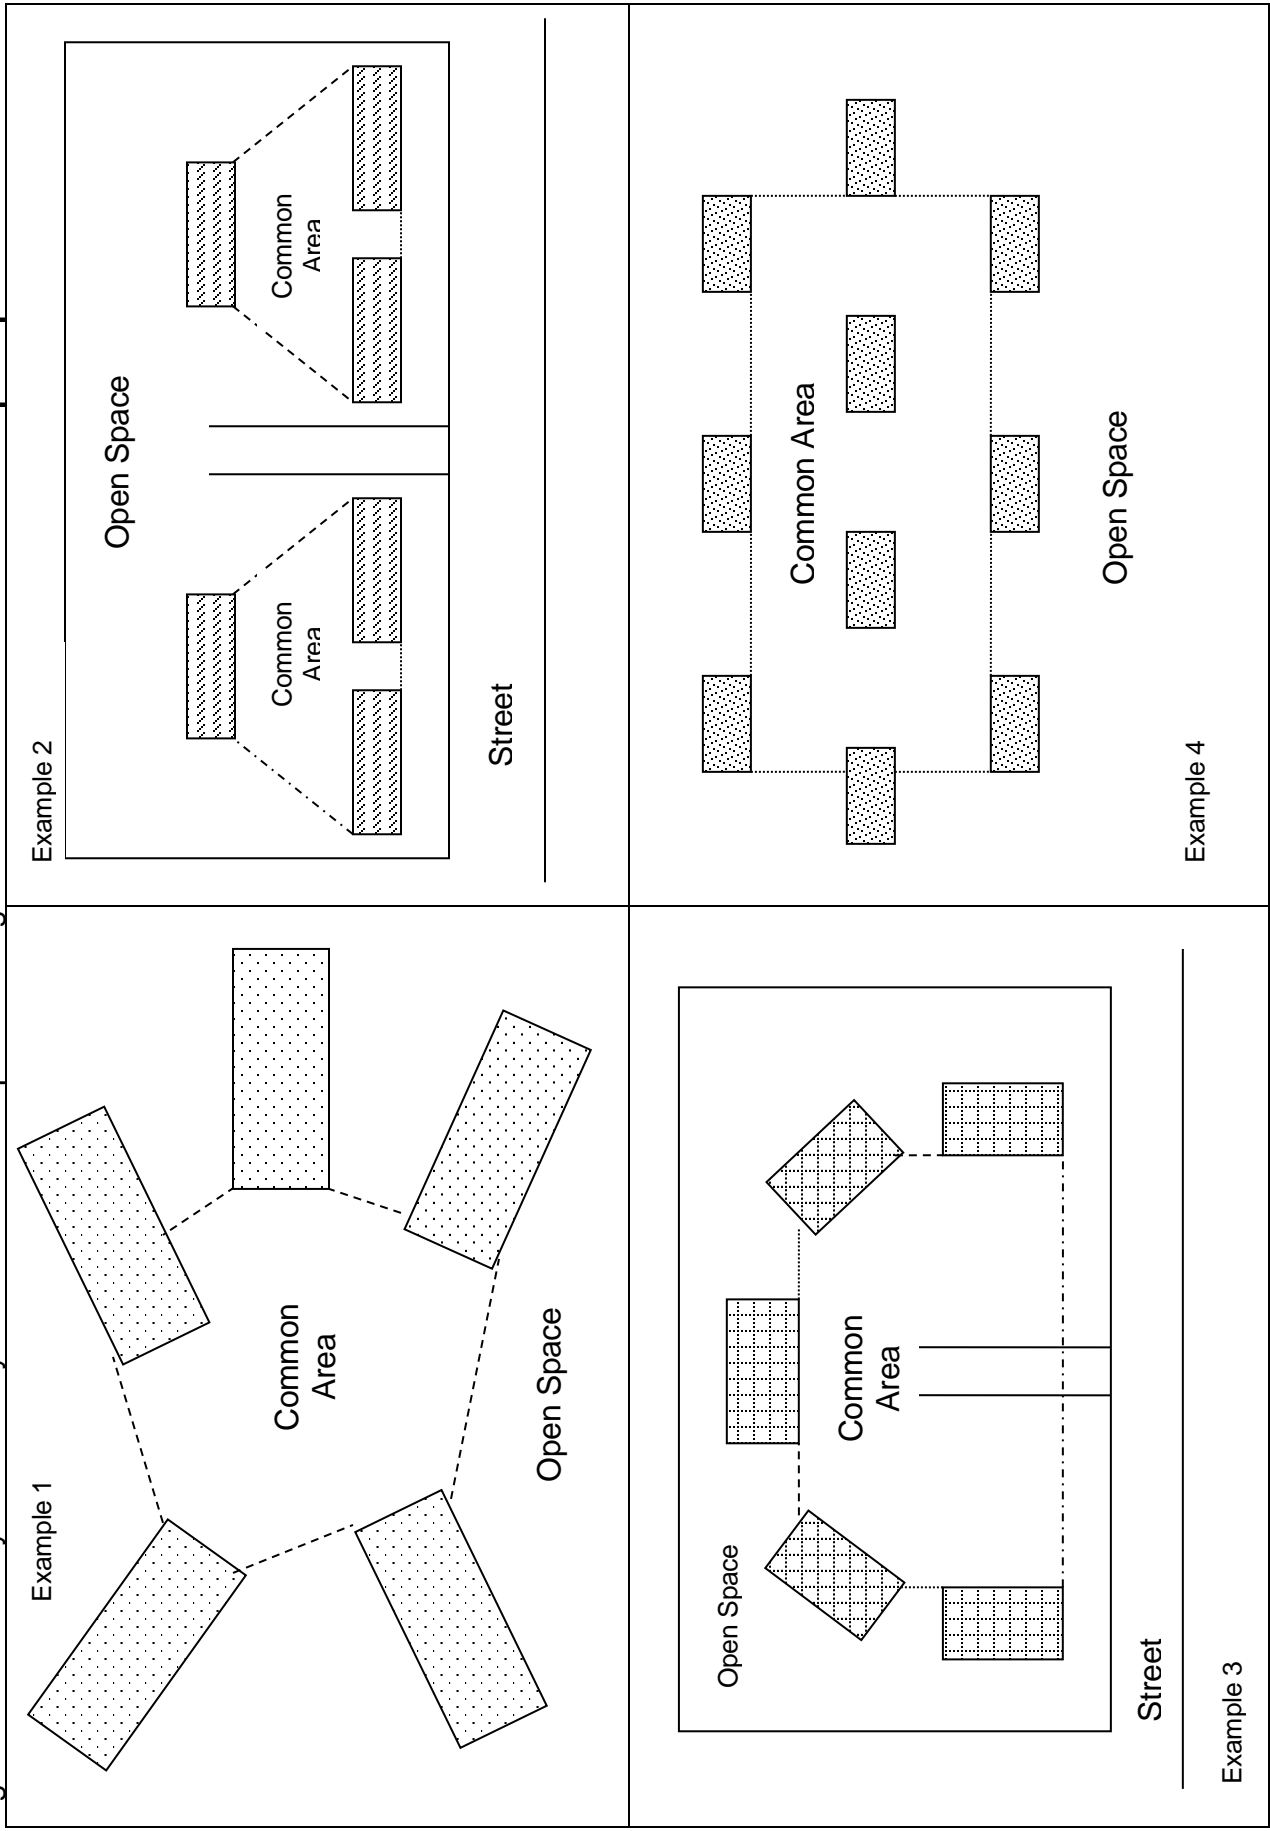 Example 1
Common
Area
Open Space
Example 2
Open Space
Common
Area
Common
Area
Street
Open Space
Common
Area
Street
Example 3
Common Area
Open Space
Example 4